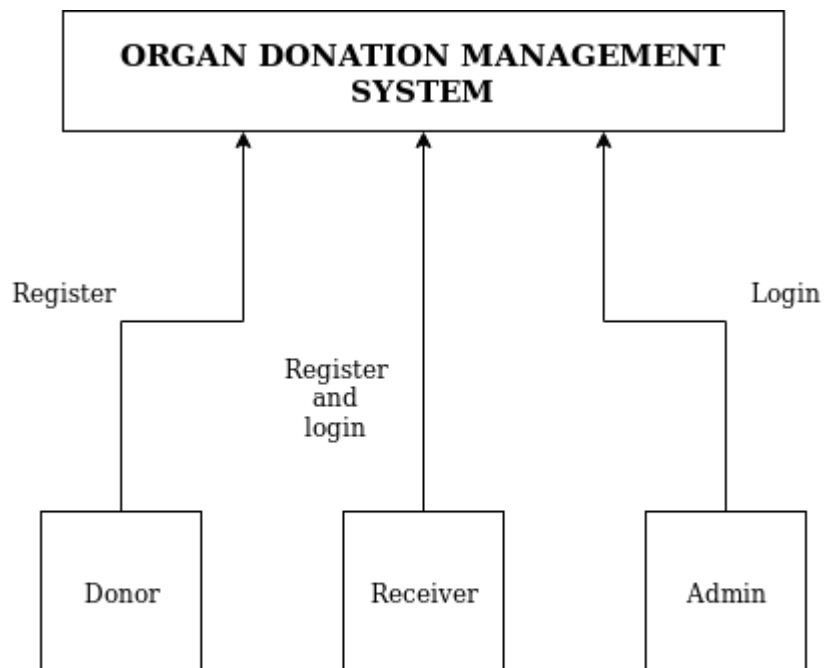 ORGAN DONATION MANAGEMENT
SYSTEM
Register
Login
Register
and
login
Donor
Receiver
Admin